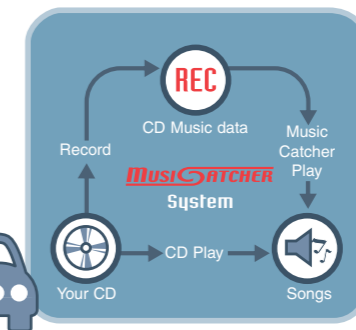 REC
CD Music data
Record
Music
Catcher
Play
MUSICATCHER
System
CD Play
Your CD
Songs